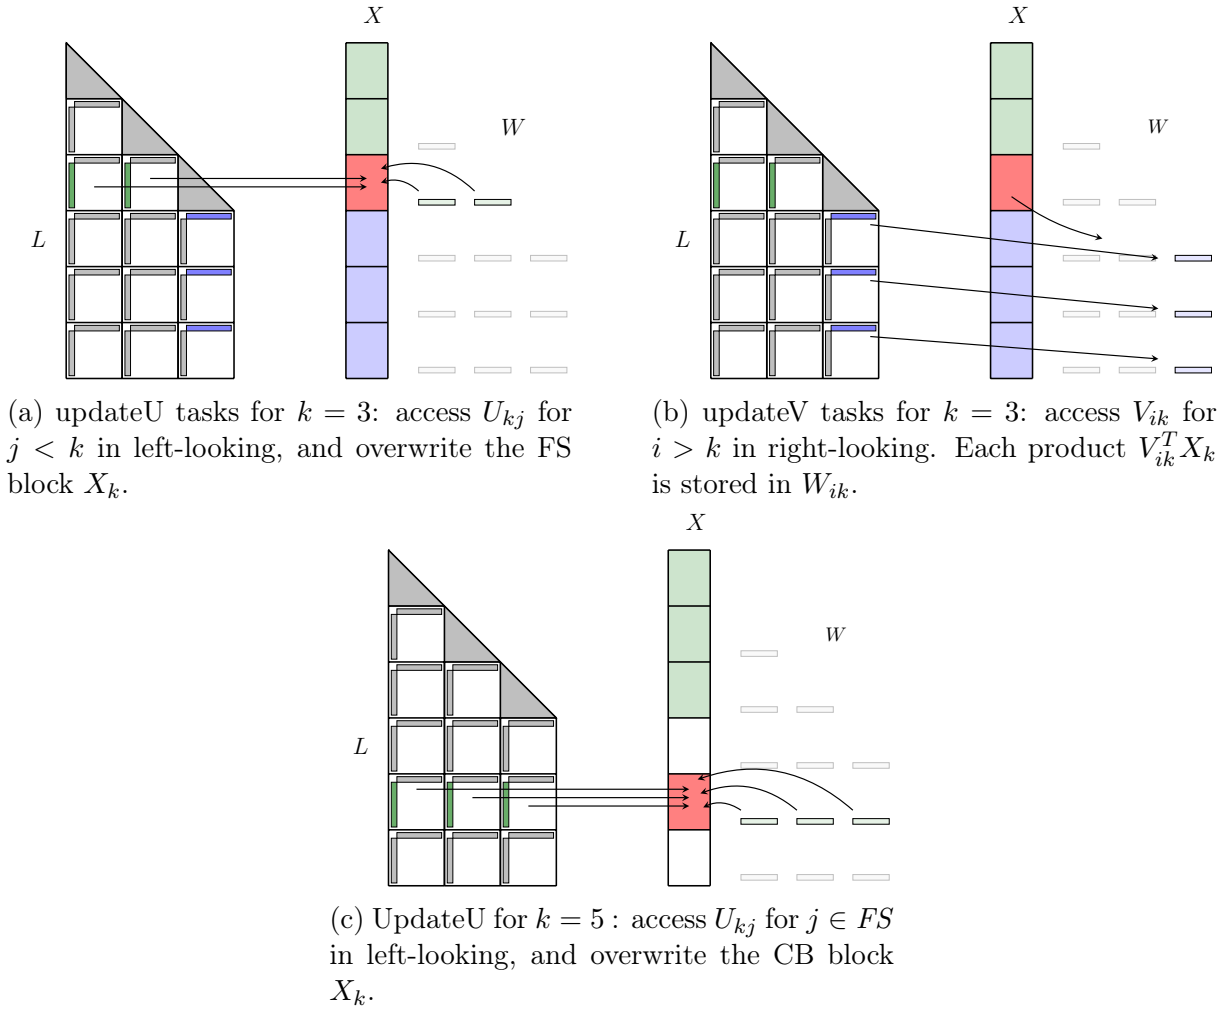 X
W
L
(a) updateU tasks for $k = 3$: access $U_{kj}$ for
$j < k$ in left-looking, and overwrite the FS
block $X_k$.
X
W
L
(b) updateV tasks for $k = 3$: access $V_{ik}$ for
$i > k$ in right-looking. Each product $V_{ik}^T X_k$
is stored in $W_{ik}$.
X
W
L
(c) UpdateU for $k = 5$ : access $U_{kj}$ for $j \in FS$
in left-looking, and overwrite the CB block
$X_k$.